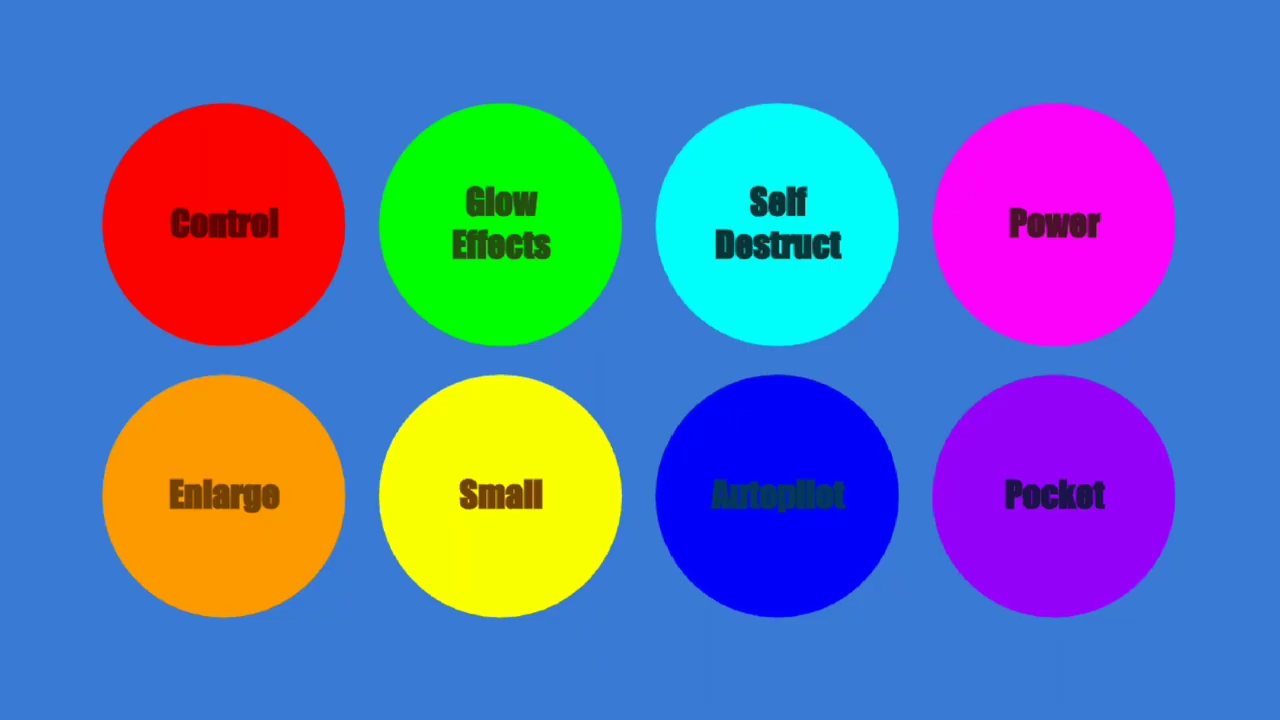 Control
Glow
Effects
Self
Destruct
Power
Enlarge
Small
Autopilot
Pocket